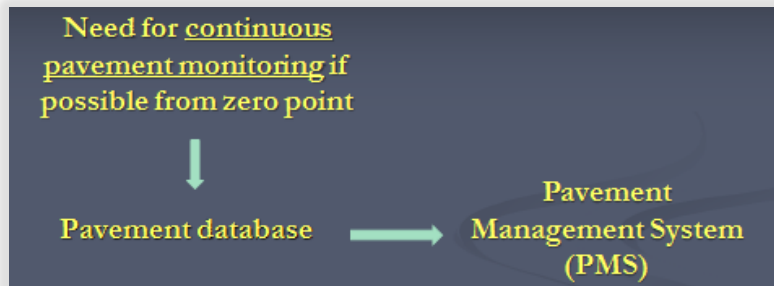 Need for continuous
pavement monitoring if
possible from zero point
Pavement database
Pavement
Management System
(PMS)